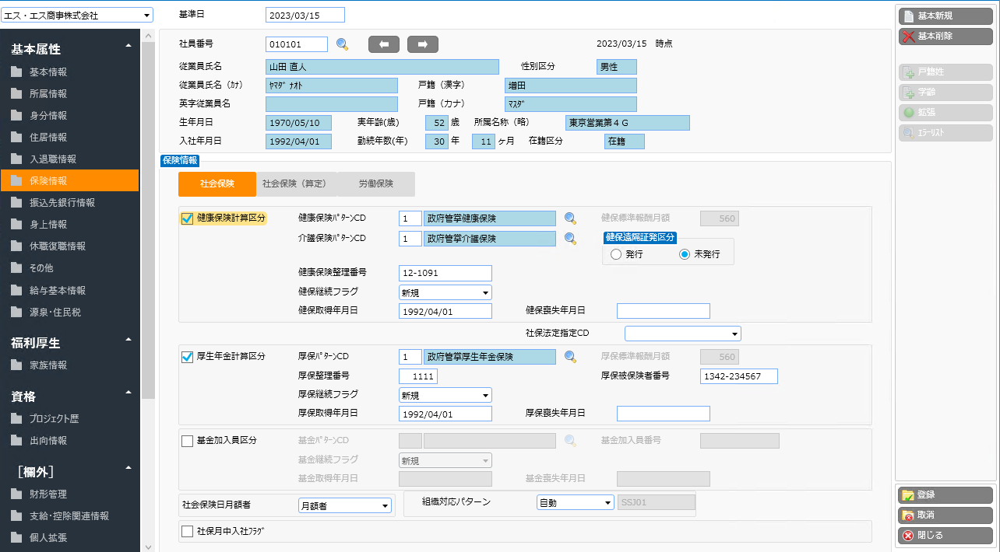 エス・エス商事株式会社
基準日 2023/03/15
基本属性
基本情報
所属情報
身分情報
住居情報
入退職情報
保険情報
振込先銀行情報
身上情報
休職復職情報
その他
給与基本情報
源泉・住民税
福利厚生
家族情報
資格
プロジェクト歴
出向情報
［欄外］
財形管理
支給・控除関連情報
個人拡張
社員番号 010101 2023/03/15 時点
従業員氏名 山田 直人 性別区分 男性
従業員氏名（ｶﾅ） ﾔﾏﾀﾞ ﾅｵﾄ 戸籍（漢字） 増田
英字従業員名 戸籍（カナ） ﾏｽﾀﾞ
生年月日 1970/05/10 実年齢(歳) 52 歳 所属名称（略） 東京営業第４Ｇ
入社年月日 1992/04/01 勤続年数(年) 30 年 11 ヶ月 在籍区分 在籍
保険情報
社会保険 社会保険（算定） 労働保険
健康保険計算区分 健康保険ﾊﾟﾀｰﾝCD 1 政府管掌健康保険 健保標準報酬月額 560
介護保険ﾊﾟﾀｰﾝCD 1 政府管掌介護保険 健保遠隔証発区分
発行 未発行
健康保険整理番号 12-1091
健保継続フラグ 新規
健保取得年月日 1992/04/01 健保喪失年月日
社保法定指定CD
厚生年金計算区分 厚保ﾊﾟﾀｰﾝCD 1 政府管掌厚生年金保険 厚保標準報酬月額 560
厚保整理番号 1111 厚保被保険者番号 1342-234567
厚保継続フラグ 新規
厚保取得年月日 1992/04/01 厚保喪失年月日
基金加入員区分 基金ﾊﾟﾀｰﾝCD 基金加入員番号
基金継続フラグ 新規
基金取得年月日 基金喪失年月日
社会保険日月額者 月額者 組織対応パターン 自動 SSJ01
社保月中入社ﾌﾗｸﾞ
基本新規
基本削除
戸籍姓
字齢
拡張
ｴﾗｰﾘｽﾄ
登録
取消
閉じる